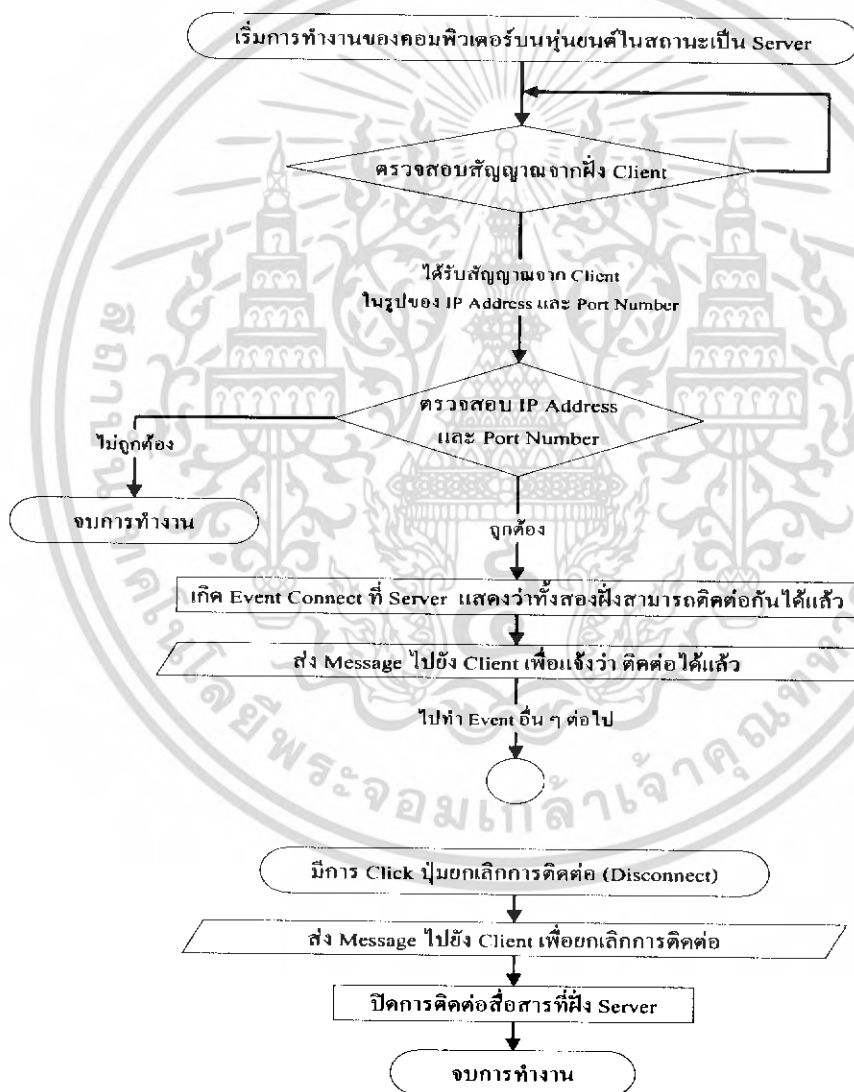 เริ่มการทำงานของคอมพิวเตอร์บนหุ่นยนต์ในสถานะเป็น Server
ตรวจสอบสัญญาณจากฝั่ง Client
ได้รับสัญญาณจาก Client
ในรูปของ IP Address และ Port Number
ตรวจสอบ IP Address
และ Port Number
ไม่ถูกต้อง
จบการทำงาน
ถูกต้อง
เกิด Event Connect ที่ Server แสดงว่าทั้งสองฝั่งสามารถติดต่อกันได้แล้ว
ส่ง Message ไปยัง Client เพื่อแจ้งว่า ติดต่อได้แล้ว
ไปทำ Event อื่น ๆ ต่อไป
มีการ Click ปุ่มยกเลิกการติดต่อ (Disconnect)
ส่ง Message ไปยัง Client เพื่อยกเลิกการติดต่อ
ปิดการติดต่อสื่อสารที่ฝั่ง Server
จบการทำงาน